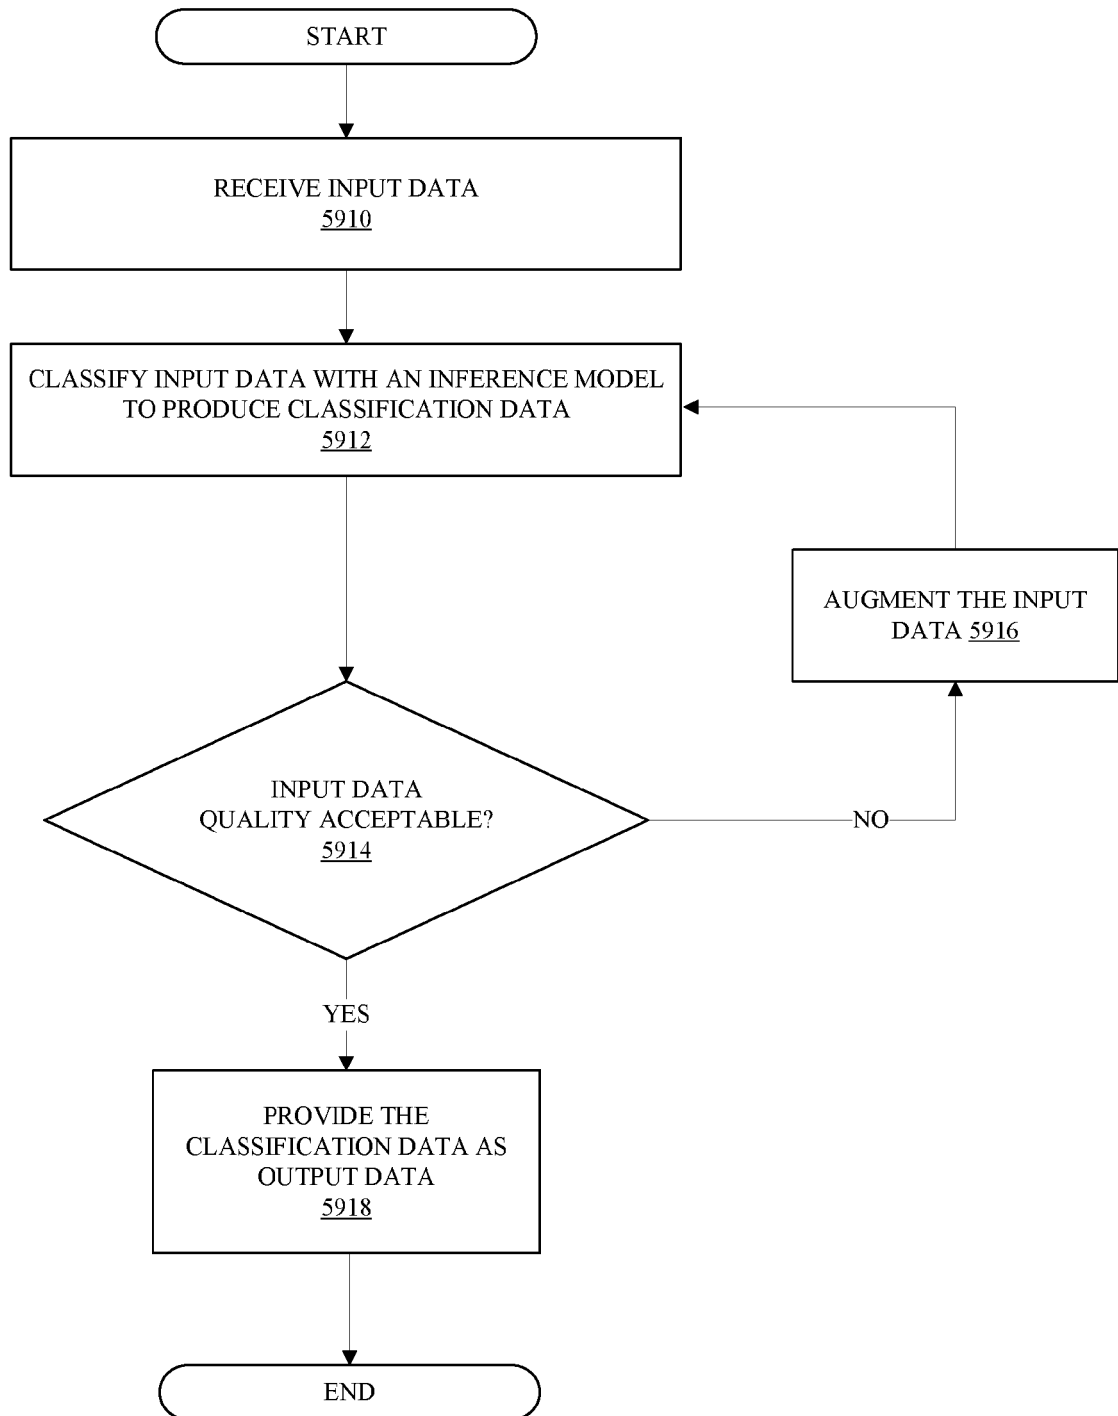 START
RECEIVE INPUT DATA
5910
CLASSIFY INPUT DATA WITH AN INFERENCE MODEL
TO PRODUCE CLASSIFICATION DATA
5912
AUGMENT THE INPUT
DATA 5916
INPUT DATA
QUALITY ACCEPTABLE?
5914
NO
YES
PROVIDE THE
CLASSIFICATION DATA AS
OUTPUT DATA
5918
END